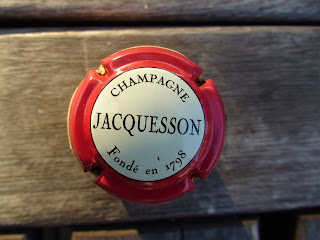 CHAMPAGNE
JACQUESSON
Fondé en 1798